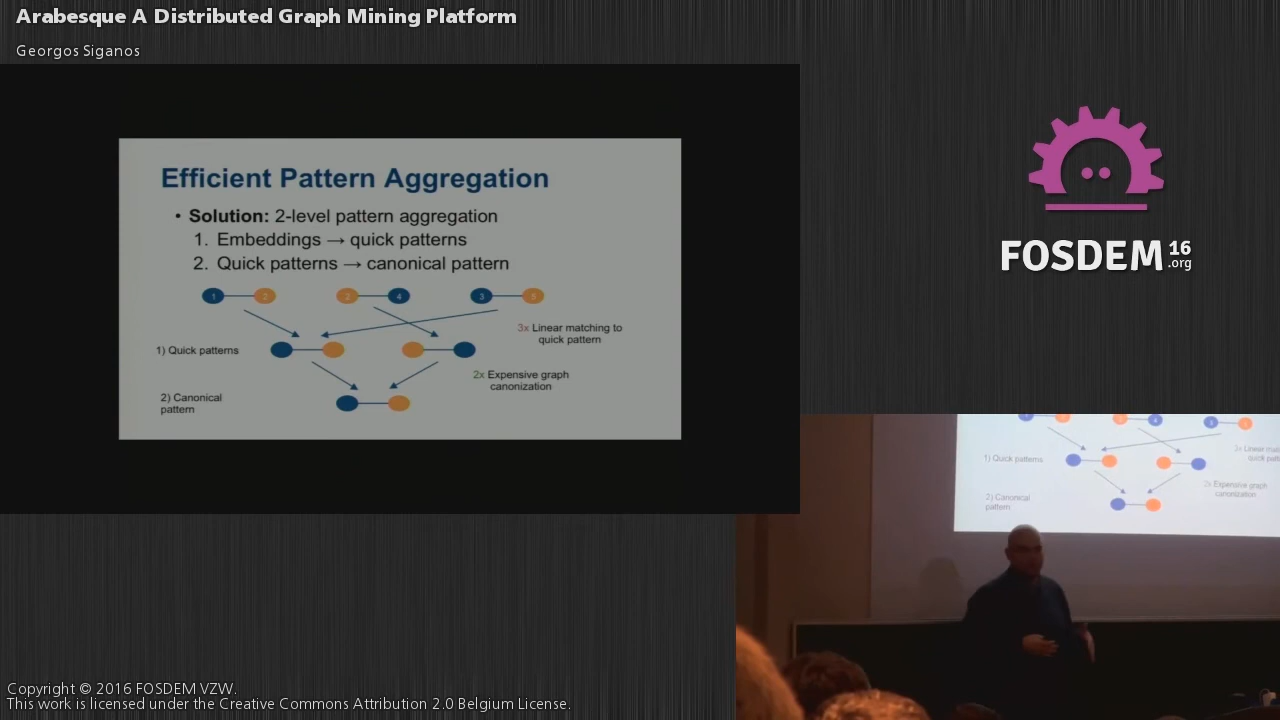 Arabesque A Distributed Graph Mining Platform
Georgos Siganos
Efficient Pattern Aggregation
• Solution: 2-level pattern aggregation
1. Embeddings → quick patterns
2. Quick patterns → canonical pattern
1 2 2 4 3 5
3x Linear matching to
quick pattern
1) Quick patterns
2x Expensive graph
canonization
2) Canonical
pattern
FOSDEM 16
.org
1) Quick patterns
quick patt
2x Expensive graph
canonization
2) Canonical
pattern
Copyright © 2016 FOSDEM VZW.
This work is licensed under the Creative Commons Attribution 2.0 Belgium License.